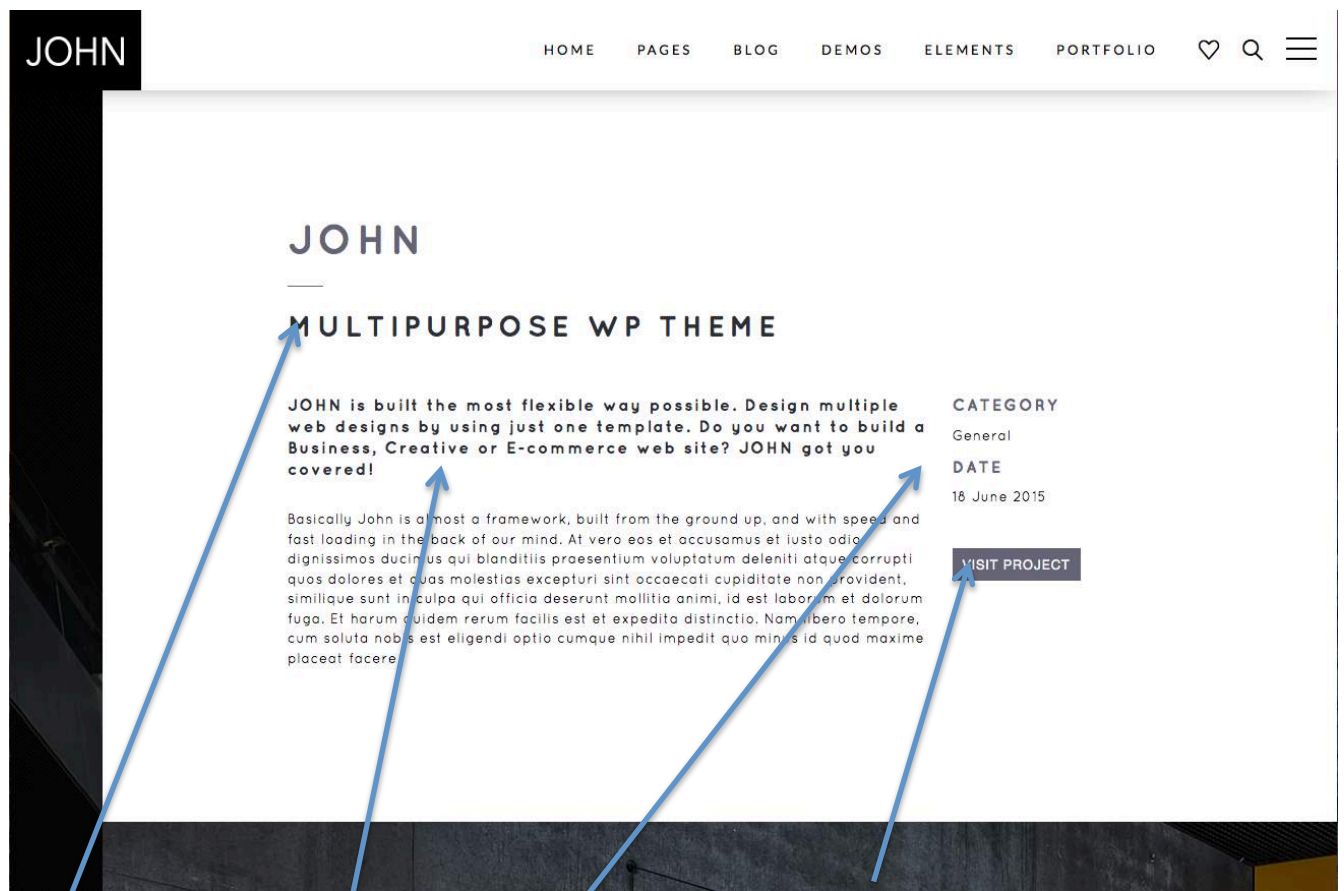 JOHN
HOME PAGES BLOG DEMOS ELEMENTS PORTFOLIO
JOHN
MULTIPURPOSE WP THEME
JOHN is built the most flexible way possible. Design multiple
web designs by using just one template. Do you want to build a
Business, Creative or E-commerce web site? JOHN got you
covered!
Basically John is almost a framework, built from the ground up, and with speed and
fast loading in the back of our mind. At vero eos et accusamus et iusto odio
dignissimos ducimus qui blanditiis praesentium voluptatum deleniti atque corrupti
quos dolores et quas molestias excepturi sint occaecati cupiditate non provident,
similique sunt in culpa qui officia deserunt mollitia animi, id est laborum et dolorum
fuga. Et harum quidem rerum facilis est et expedita distinctio. Nam libero tempore,
cum soluta nobis est eligendi optio cumque nihil impedit quo minus id quod maxime
placeat facere
CATEGORY
General
DATE
18 June 2015
VISIT PROJECT